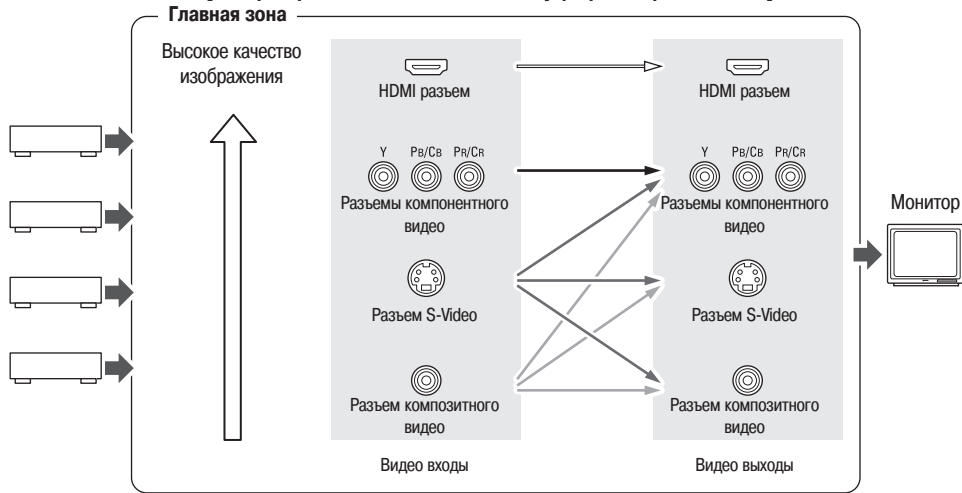 Главная зона
Высокое качество
изображения
HDMI разъем
Y PB/CB PR/CR
Разъемы компонентного
видео
Разъем S-Video
Разъем композитного
видео
Видео входы
HDMI разъем
Y PB/CB PR/CR
Разъемы компонентного
видео
Разъем S-Video
Разъем композитного
видео
Видео выходы
Монитор